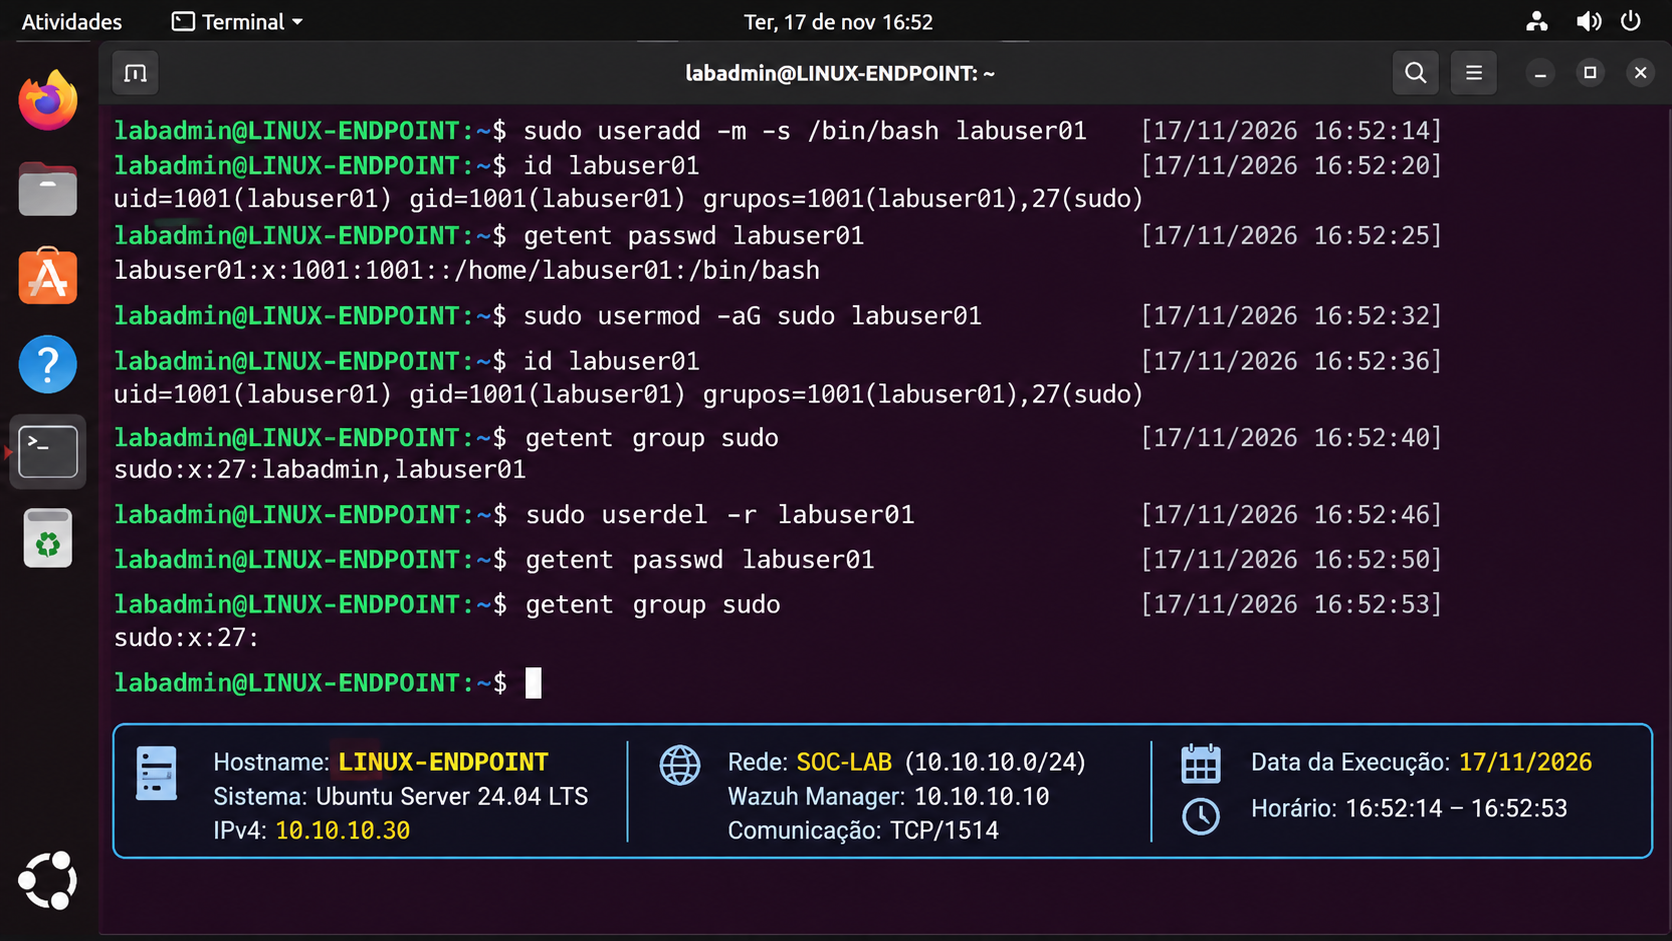 Atividades
Terminal
Ter, 17 de nov 16:52
labadmin@LINUX-ENDPOINT: ~
labadmin@LINUX-ENDPOINT:~$ sudo useradd -m -s /bin/bash labuser01 [17/11/2026 16:52:14]
labadmin@LINUX-ENDPOINT:~$ id labuser01 [17/11/2026 16:52:20]
uid=1001(labuser01) gid=1001(labuser01) grupos=1001(labuser01),27(sudo)
labadmin@LINUX-ENDPOINT:~$ getent passwd labuser01 [17/11/2026 16:52:25]
labuser01:x:1001:1001::/home/labuser01:/bin/bash
labadmin@LINUX-ENDPOINT:~$ sudo usermod -aG sudo labuser01 [17/11/2026 16:52:32]
labadmin@LINUX-ENDPOINT:~$ id labuser01 [17/11/2026 16:52:36]
uid=1001(labuser01) gid=1001(labuser01) grupos=1001(labuser01),27(sudo)
labadmin@LINUX-ENDPOINT:~$ getent group sudo [17/11/2026 16:52:40]
sudo:x:27:labadmin,labuser01
labadmin@LINUX-ENDPOINT:~$ sudo userdel -r labuser01 [17/11/2026 16:52:46]
labadmin@LINUX-ENDPOINT:~$ getent passwd labuser01 [17/11/2026 16:52:50]
labadmin@LINUX-ENDPOINT:~$ getent group sudo [17/11/2026 16:52:53]
sudo:x:27:
labadmin@LINUX-ENDPOINT:~$
Hostname: LINUX-ENDPOINT
Sistema: Ubuntu Server 24.04 LTS
IPv4: 10.10.10.30
Rede: SOC-LAB (10.10.10.0/24)
Wazuh Manager: 10.10.10.10
Comunicação: TCP/1514
Data da Execução: 17/11/2026
Horário: 16:52:14 – 16:52:53